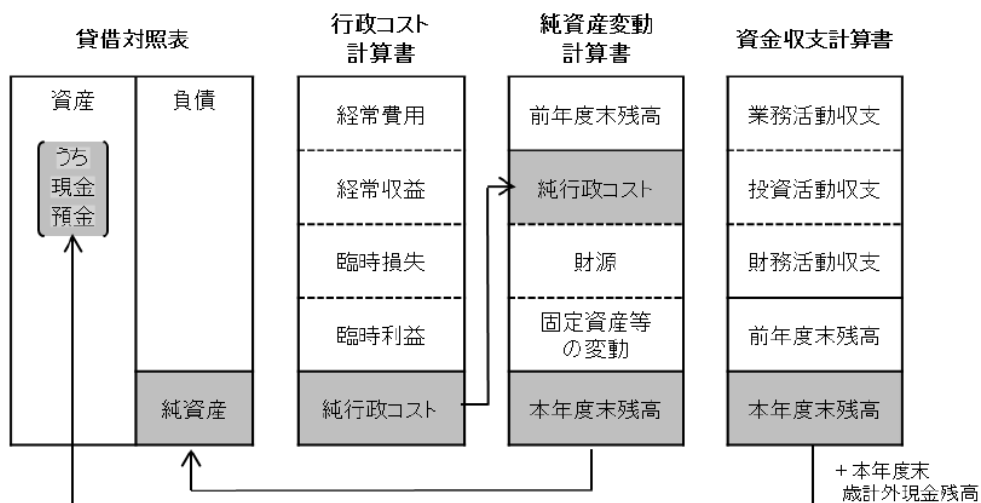 貸借対照表
資産
うち
現金
預金
負債
純資産
行政コスト
計算書
経常費用
経常収益
臨時損失
臨時利益
純行政コスト
純資産変動
計算書
前年度末残高
純行政コスト
財源
固定資産等
の変動
本年度末残高
資金収支計算書
業務活動収支
投資活動収支
財務活動収支
前年度末残高
本年度末残高
+本年度末
歳計外現金残高